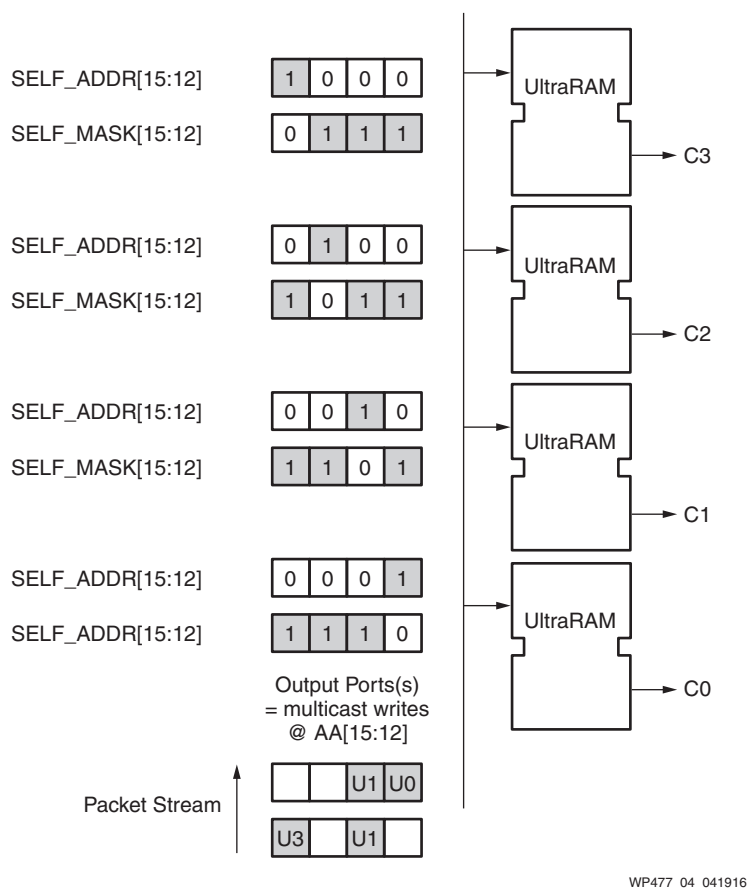 SELF_ADDR[15:12] 1 0 0 0 UltraRAM
SELF_MASK[15:12] 0 1 1 1
C3
SELF_ADDR[15:12] 0 1 0 0 UltraRAM
SELF_MASK[15:12] 1 0 1 1
C2
SELF_ADDR[15:12] 0 0 1 0 UltraRAM
SELF_MASK[15:12] 1 1 0 1
C1
SELF_ADDR[15:12] 0 0 0 1 UltraRAM
SELF_ADDR[15:12] 1 1 1 0
C0
Output Ports(s)
= multicast writes
@ AA[15:12]
Packet Stream
U1 U0
U3 U1
WP477_04_041916